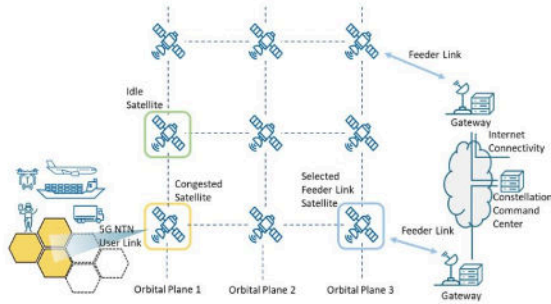 Feeder Link
Idle
Satellite
Gateway
Internet
Connectivity
Congested
Satellite
Selected
Feeder Link
Satellite
Constellation
Command
Center
5G NTN
User Link
Feeder Link
Gateway
Orbital Plane 1
Orbital Plane 2
Orbital Plane 3